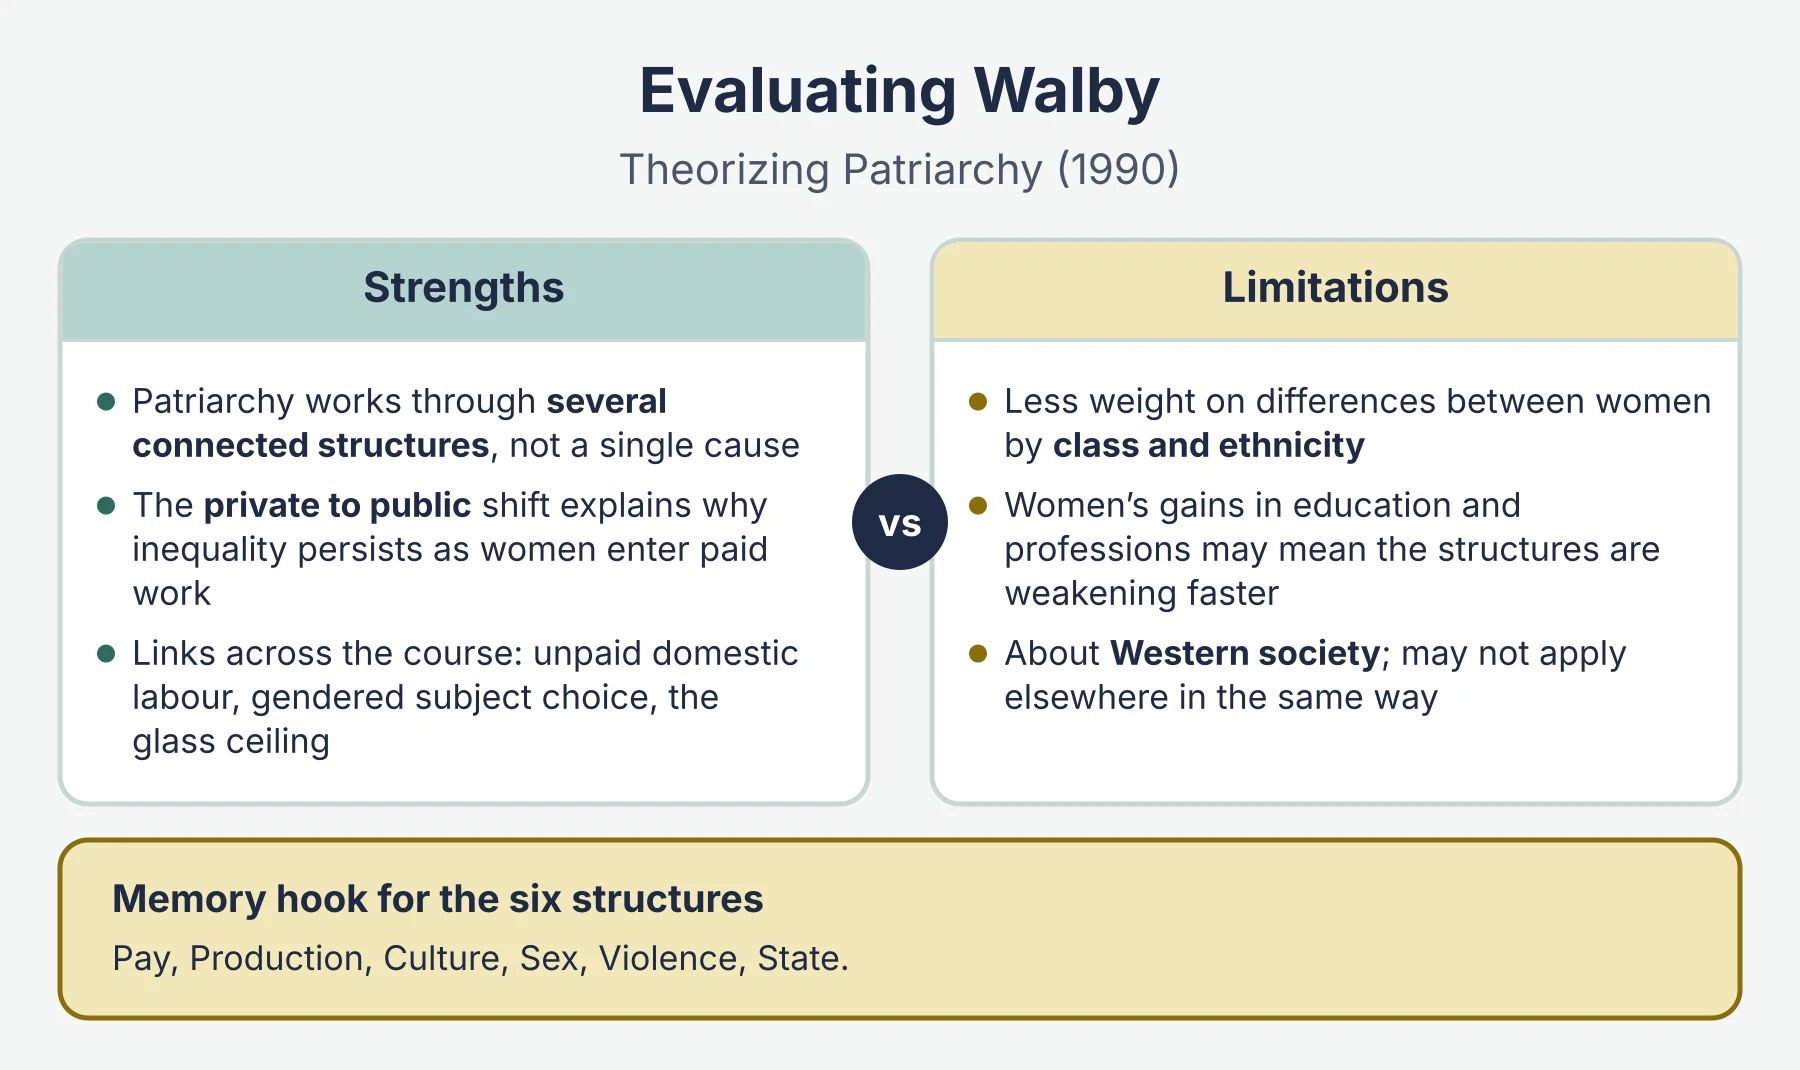 Evaluating Walby
Theorizing Patriarchy (1990)
Strengths
Patriarchy works through several
connected structures, not a single cause
The private to public shift explains why
inequality persists as women enter paid
work
Links across the course: unpaid domestic
labour, gendered subject choice, the
glass ceiling
vs
Limitations
Less weight on differences between women
by class and ethnicity
Women’s gains in education and
professions may mean the structures are
weakening faster
About Western society; may not apply
elsewhere in the same way
Memory hook for the six structures
Pay, Production, Culture, Sex, Violence, State.